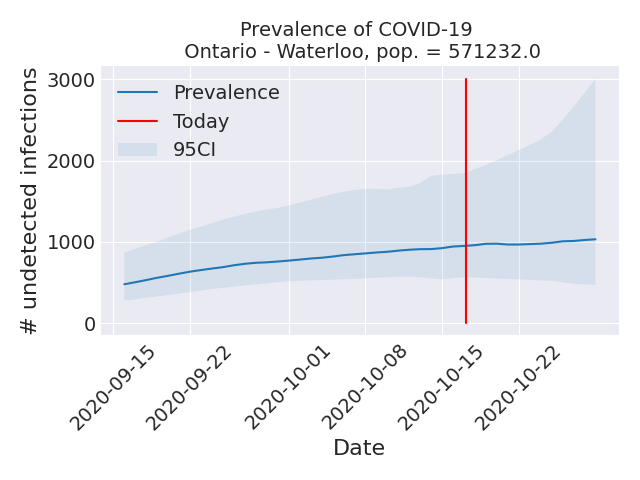 Prevalence of COVID-19
Ontario - Waterloo, pop. = 571232.0
# undetected infections
3000
2000
1000
0
Prevalence
Today
95CI
2020-09-15
2020-09-22
2020-10-01
2020-10-08
2020-10-15
2020-10-22
Date